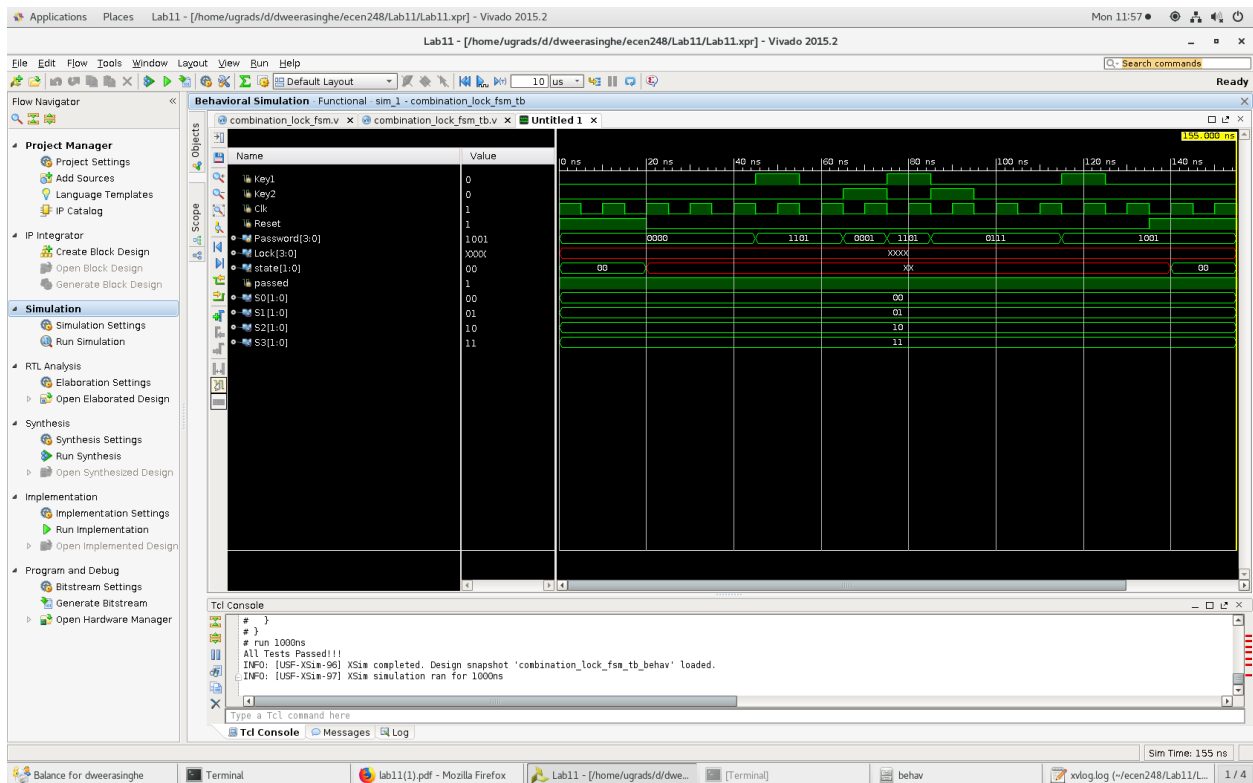 Applications Places Lab11 - [/home/ugrads/d/dweerasinghe/ecen248/Lab11/Lab11.xpr] - Vivado 2015.2 Mon 11:57
Lab11 - [/home/ugrads/d/dweerasinghe/ecen248/Lab11/Lab11.xpr] - Vivado 2015.2
File Edit Flow Tools Window Layout View Run Help Search commands
Default Layout 10 us Ready
Flow Navigator
Behavioral Simulation - Functional - sim_1 - combination_lock_fsm_tb
combination_lock_fsm.v combination_lock_fsm_tb.v Untitled 1
Project Manager
Project Settings
Add Sources
Language Templates
IP Catalog
IP Integrator
Create Block Design
Open Block Design
Generate Block Design
Simulation
Simulation Settings
Run Simulation
RTL Analysis
Elaboration Settings
Open Elaborated Design
Synthesis
Synthesis Settings
Run Synthesis
Open Synthesized Design
Implementation
Implementation Settings
Run Implementation
Open Implemented Design
Program and Debug
Bitstream Settings
Generate Bitstream
Open Hardware Manager
Objects
Scope
155.000 ns
Name Value 0 ns 20 ns 40 ns 60 ns 80 ns 100 ns 120 ns 140 ns
Key1 0
Key2 0
Clk 1
Reset 1
Password[3:0] 1001 0000 1101 0001 1101 0111 1001
Lock[3:0] XXXX XXXX
state[1:0] 00 00 XX 00
passed 1
S0[1:0] 00 00
S1[1:0] 01 01
S2[1:0] 10 10
S3[1:0] 11 11
Tcl Console
# }
# }
# run 1000ns
All Tests Passed!!!
INFO: [USF-XSim-96] XSim completed. Design snapshot 'combination_lock_fsm_tb_behav' loaded.
INFO: [USF-XSim-97] XSim simulation ran for 1000ns
Type a Tcl command here
Tcl Console Messages Log
Sim Time: 155 ns
Balance for dweerasinghe Terminal lab11(1).pdf - Mozilla Firefox Lab11 - [/home/ugrads/d/dwe... [Terminal] behav xvlog.log (~/ecen248/Lab11/L... 1 / 4